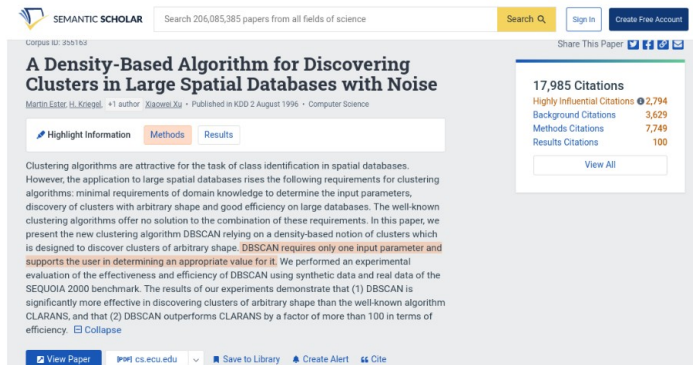 SEMANTIC SCHOLAR
Search 206,085,385 papers from all fields of science
Search
Sign In
Create Free Account
Corpus ID: 355163
Share This Paper
A Density-Based Algorithm for Discovering
Clusters in Large Spatial Databases with Noise
Martin Ester, H. Kriegel, +1 author Xiaowei Xu • Published in KDD 2 August 1996 • Computer Science
Highlight Information
Methods
Results
Clustering algorithms are attractive for the task of class identification in spatial databases.
However, the application to large spatial databases rises the following requirements for clustering
algorithms: minimal requirements of domain knowledge to determine the input parameters,
discovery of clusters with arbitrary shape and good efficiency on large databases. The well-known
clustering algorithms offer no solution to the combination of these requirements. In this paper, we
present the new clustering algorithm DBSCAN relying on a density-based notion of clusters which
is designed to discover clusters of arbitrary shape. DBSCAN requires only one input parameter and
supports the user in determining an appropriate value for it. We performed an experimental
evaluation of the effectiveness and efficiency of DBSCAN using synthetic data and real data of the
SEQUOIA 2000 benchmark. The results of our experiments demonstrate that (1) DBSCAN is
significantly more effective in discovering clusters of arbitrary shape than the well-known algorithm
CLARANS, and that (2) DBSCAN outperforms CLARANS by a factor of more than 100 in terms of
efficiency. Collapse
View Paper
[PDF] cs.ecu.edu
Save to Library
Create Alert
Cite
17,985 Citations
Highly Influential Citations 2,794
Background Citations 3,629
Methods Citations 7,749
Results Citations 100
View All